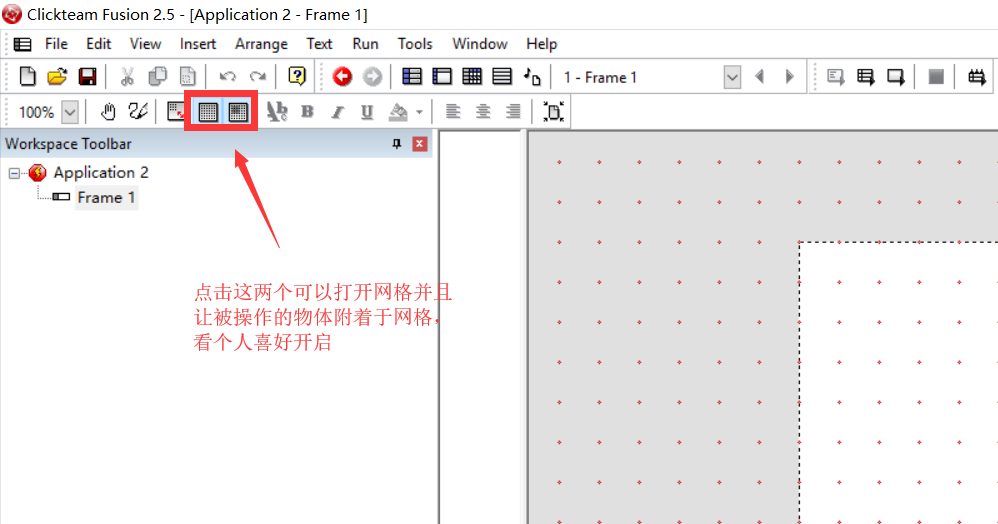 Clickteam Fusion 2.5 - [Application 2 - Frame 1]
File Edit View Insert Arrange Text Run Tools Window Help
1 - Frame 1
100%
B I U
Workspace Toolbar
Application 2
Frame 1
点击这两个可以打开网格并且
让被操作的物体附着于网格，
看个人喜好开启